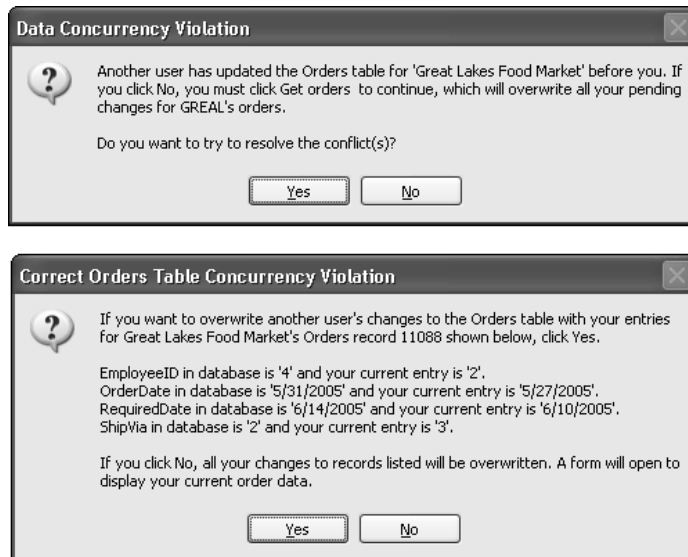 Data Concurrency Violation
Another user has updated the Orders table for 'Great Lakes Food Market' before you. If
you click No, you must click Get orders  to continue, which will overwrite all your pending
changes for GREAL's orders.
Do you want to try to resolve the conflict(s)?
Yes
No
Correct Orders Table Concurrency Violation
If you want to overwrite another user's changes to the Orders table with your entries
for Great Lakes Food Market's Orders record 11088 shown below, click Yes.
EmployeeID in database is '4' and your current entry is '2'.
OrderDate in database is '5/31/2005' and your current entry is '5/27/2005'.
RequiredDate in database is '6/14/2005' and your current entry is '6/10/2005'.
ShipVia in database is '2' and your current entry is '3'.
If you click No, all your changes to records listed will be overwritten. A form will open to
display your current order data.
Yes
No